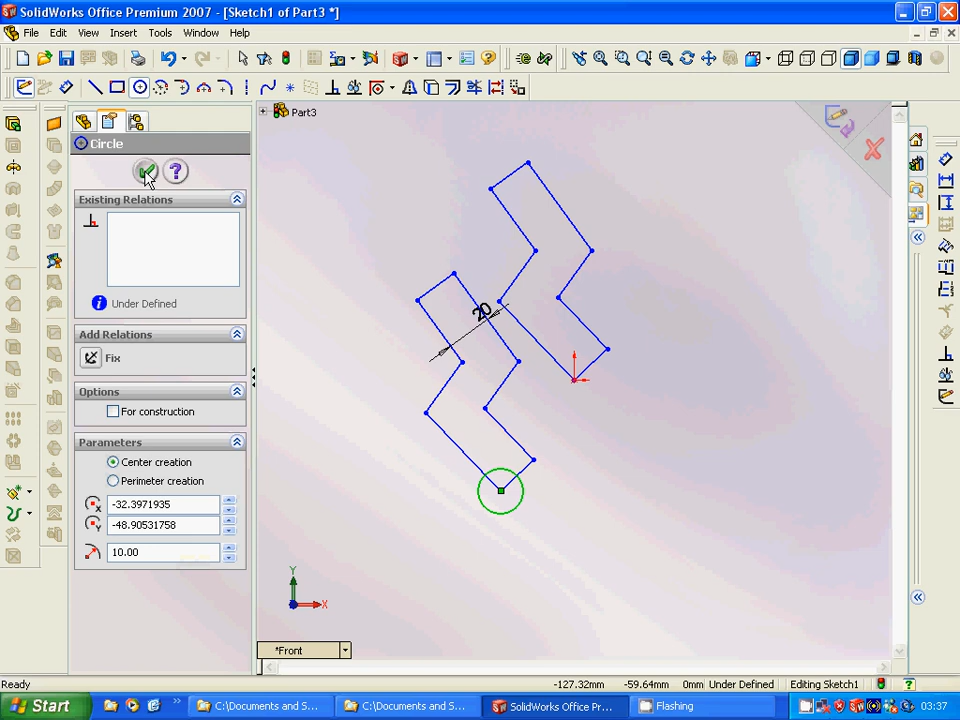 SolidWorks Office Premium 2007 - [Sketch1 of Part3 *]
File Edit View Insert Tools Window Help
Part3
Circle
Existing Relations
Under Defined
Add Relations
Fix
Options
For construction
Parameters
Center creation
Perimeter creation
X -32.3971935
Y -48.90531758
10.00
20
Y
X
*Front
Ready
-127.32mm -59.64mm 0mm Under Defined Editing Sketch1
Start C:\Documents and S... C:\Documents and S... SolidWorks Office Pr... Flashing 03:37